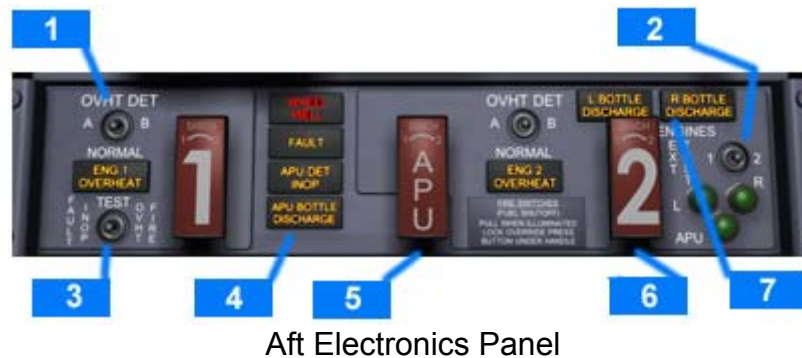 1
2
OVHT DET
A B
NORMAL
ENG 1
OVERHEAT
TEST
FAULT
INOP
OVHT
FIRE
1
WHEEL
WELL
FAULT
APU DET
INOP
APU BOTTLE
DISCHARGE
APU
OVHT DET
A B
NORMAL
ENG 2
OVERHEAT
FIRE SWITCHES
(FUEL SHUTOFF)
PULL WHEN ILLUMINATED
LOCK OVERRIDE PRESS
BUTTON UNDER HANDLE
2
L BOTTLE
DISCHARGE
R BOTTLE
DISCHARGE
1 2
L
R
APU
3
4
5
6
7
Aft Electronics Panel